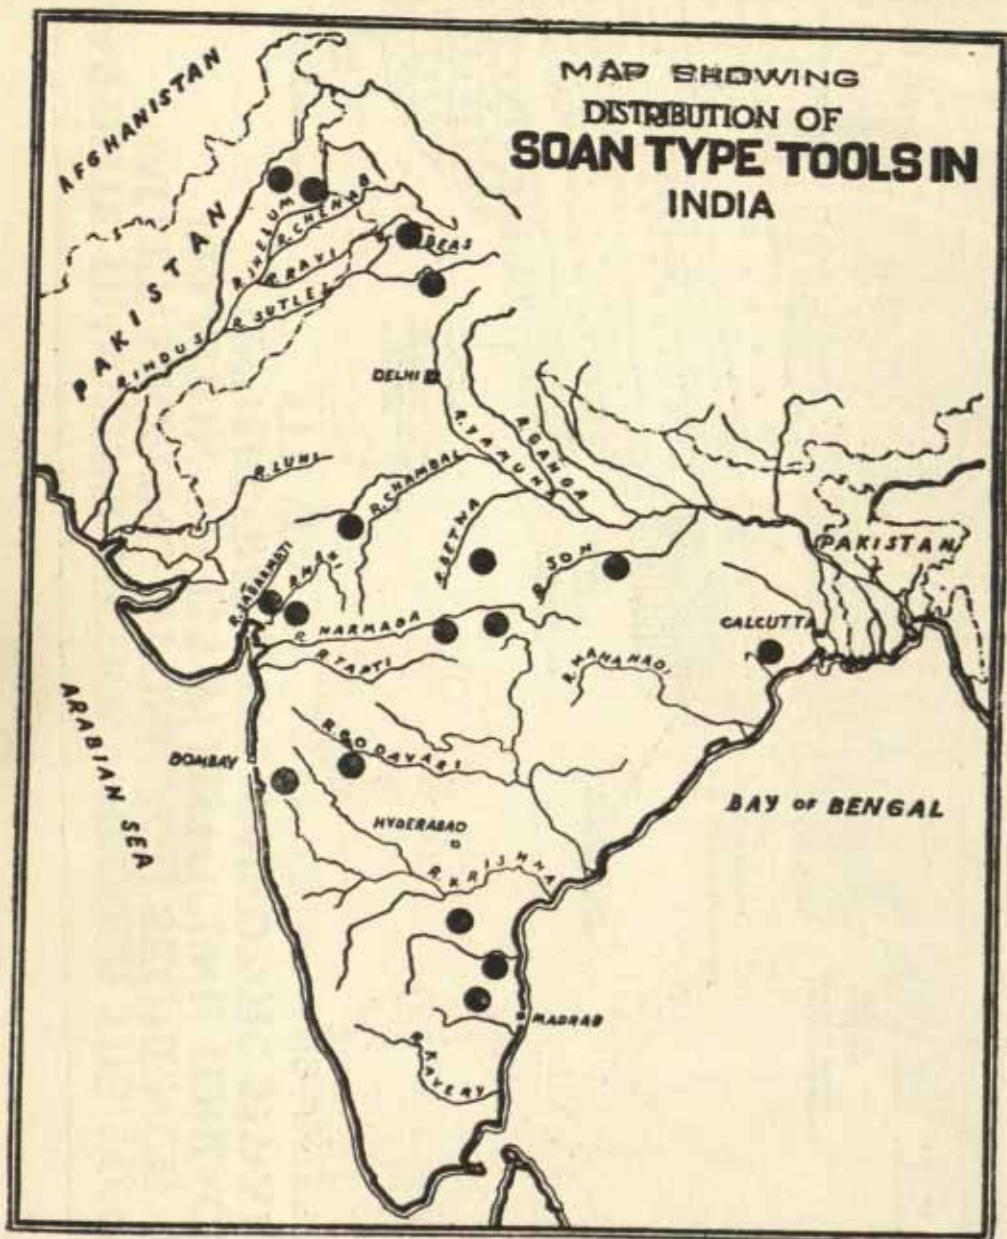 MAP SHOWING
DISTRIBUTION OF
SOAN TYPE TOOLS IN
INDIA
AFGHANISTAN
PAKISTAN
R. JHELUM
R. CHENAB
R. RAVI
BEAS
R. SUTLEJ
R INDUS
DELHI
R. YAMUNA
R. GANGA
R. LUNI
R. CHAMBAL
R. BETWA
R. SON
PAKISTAN
R. SABARMATI
R. MAHI
R. NARMADA
R. TAPTI
CALCUTTA
R. MAHANADI
ARABIAN SEA
BOMBAY
R. GODAVARI
BAY OF BENGAL
HYDERABAD
R. KRISHNA
MADRAS
R. KAVERY